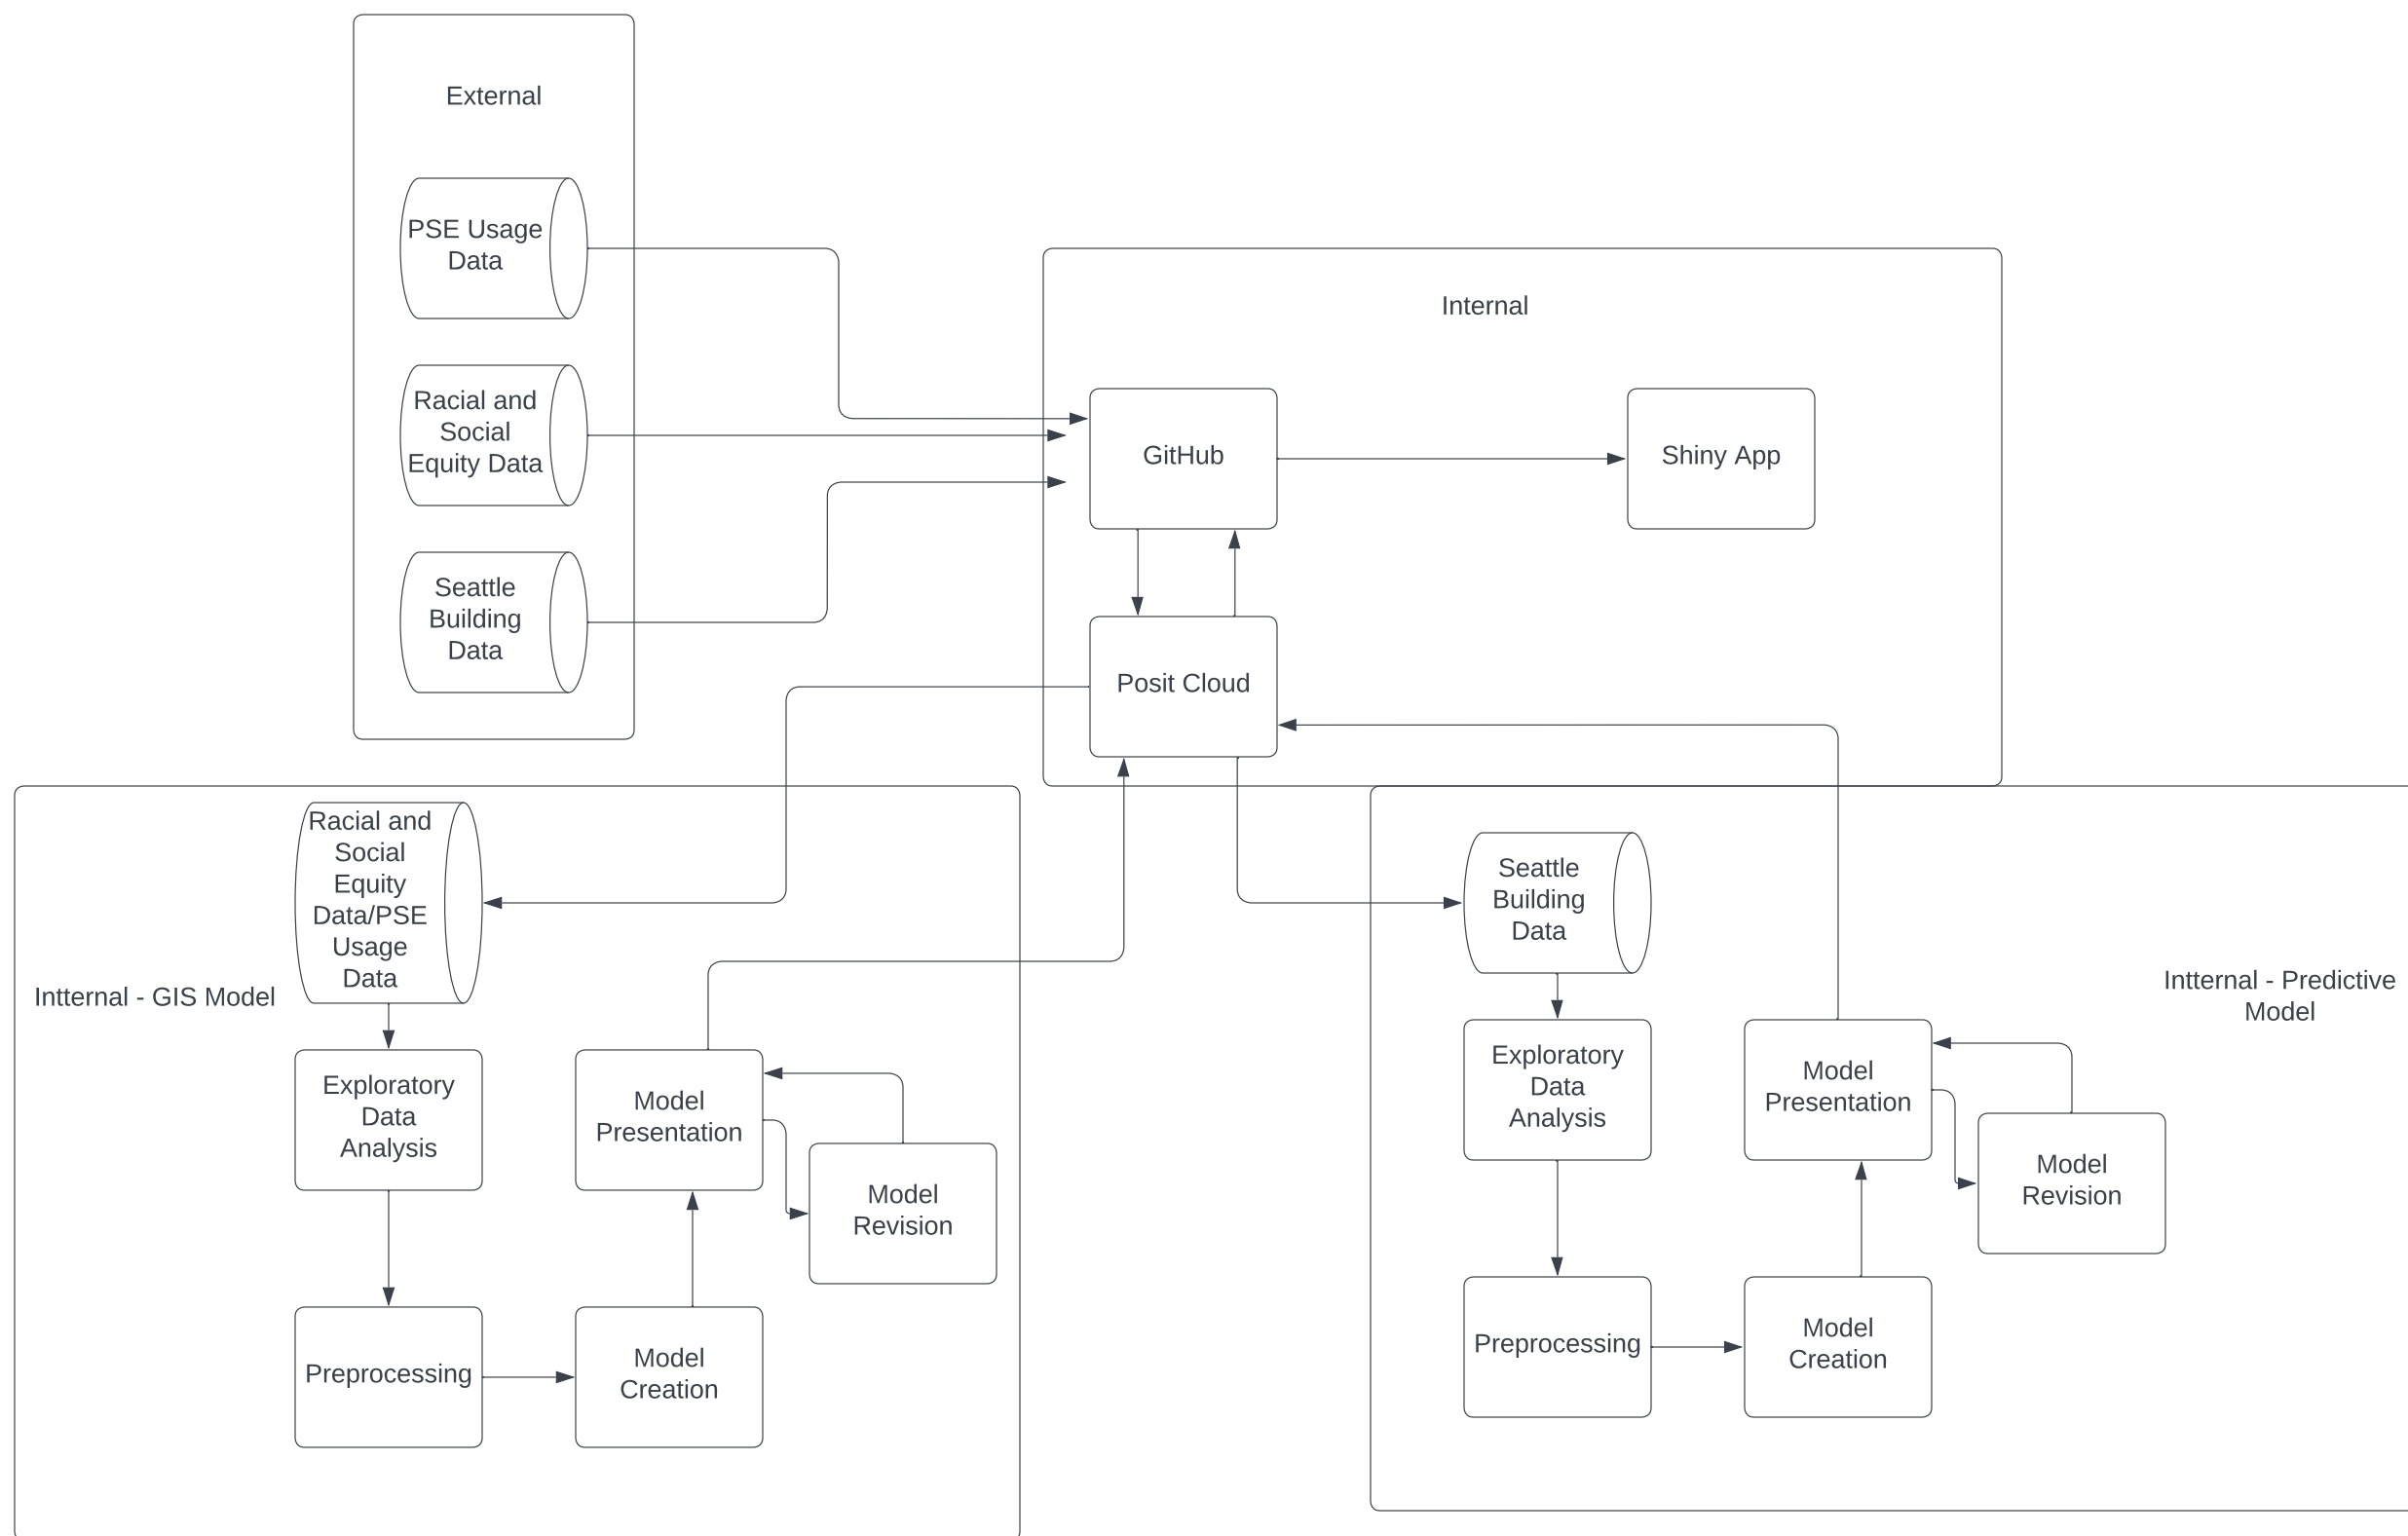 External
PSE Usage
Data
Racial and
Social
Equity Data
Seattle
Building
Data
Internal
GitHub
Shiny App
Posit Cloud
Intternal - GIS Model
Racial and
Social
Equity
Data/PSE
Usage
Data
Exploratory
Data
Analysis
Preprocessing
Model
Creation
Model
Presentation
Model
Revision
Intternal - Predictive
Model
Seattle
Building
Data
Exploratory
Data
Analysis
Preprocessing
Model
Creation
Model
Presentation
Model
Revision